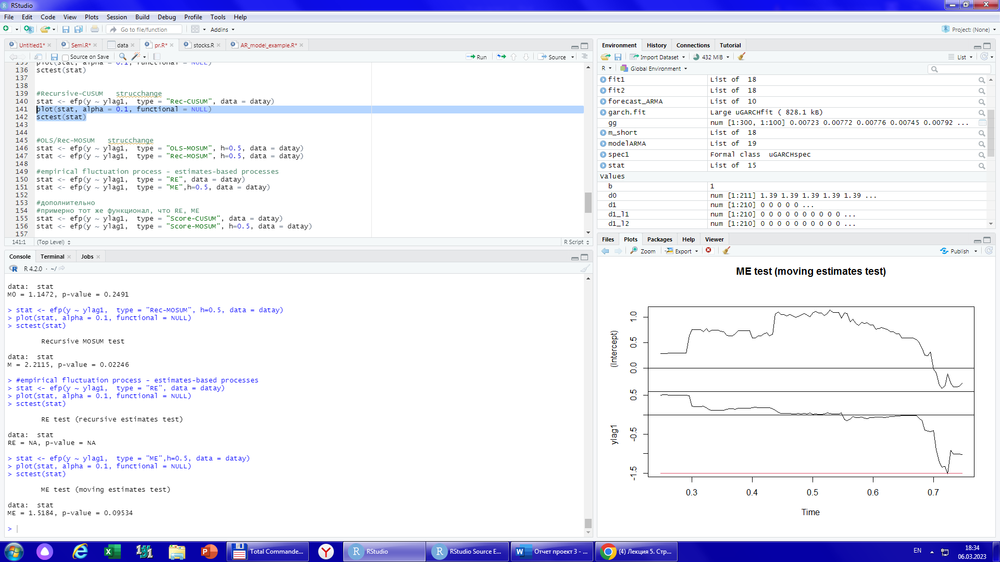 RStudio
File Edit Code View Plots Session Build Debug Profile Tools Help
Go to file/function Addins Project: (None)
Untitled1* Semi.R* data pr.R* stocks.R AR_model_example.R*
Source on Save Run Source
135 plot(stat, alpha = 0.1, functional = NULL)
136 sctest(stat)
137
138
139 #Recursive-CUSUM strucchange
140 stat <- efp(y ~ ylag1, type = "Rec-CUSUM", data = datay)
141 plot(stat, alpha = 0.1, functional = NULL)
142 sctest(stat)
143
144
145 #OLS/Rec-MOSUM strucchange
146 stat <- efp(y ~ ylag1, type = "OLS-MOSUM", h=0.5, data = datay)
147 stat <- efp(y ~ ylag1, type = "Rec-MOSUM", h=0.5, data = datay)
148
149 #empirical fluctuation process - estimates-based processes
150 stat <- efp(y ~ ylag1, type = "RE", data = datay)
151 stat <- efp(y ~ ylag1, type = "ME",h=0.5, data = datay)
152
153 #дополнительно
154 #примерно тот же функционал, что RE, ME
155 stat <- efp(y ~ ylag1, type = "Score-CUSUM", data = datay)
156 stat <- efp(y ~ ylag1, type = "Score-MOSUM", h=0.5, data = datay)
157
141:1 (Top Level) R Script
Console Terminal Jobs
R 4.2.0 · ~/
data: stat
M0 = 1.1472, p-value = 0.2491
> stat <- efp(y ~ ylag1, type = "Rec-MOSUM", h=0.5, data = datay)
> plot(stat, alpha = 0.1, functional = NULL)
> sctest(stat)
Recursive MOSUM test
data: stat
M = 2.2115, p-value = 0.02246
> #empirical fluctuation process - estimates-based processes
> stat <- efp(y ~ ylag1, type = "RE", data = datay)
> plot(stat, alpha = 0.1, functional = NULL)
> sctest(stat)
RE test (recursive estimates test)
data: stat
RE = NA, p-value = NA
> stat <- efp(y ~ ylag1, type = "ME",h=0.5, data = datay)
> plot(stat, alpha = 0.1, functional = NULL)
> sctest(stat)
ME test (moving estimates test)
data: stat
ME = 1.5184, p-value = 0.09534
>
Environment History Connections Tutorial
Import Dataset 432 MiB List
R Global Environment
fit1 List of 18
fit2 List of 18
forecast_ARMA List of 10
garch.fit Large uGARCHfit ( 828.1 kB)
gg num [1:300, 1:100] 0.00723 0.00772 0.00776 0.00745 0.00792 ...
m_short List of 18
modelARMA List of 19
spec1 Formal class uGARCHspec
stat List of 15
Values
b 1
d0 num [1:211] 1.39 1.39 1.39 1.39 1.39 ...
d1 num [1:210] 0 0 0 0 0 ...
d1_l1 num [1:210] 0 0 0 0 0 0 0 0 0 0 ...
d1_l2 num [1:210] 0 0 0 0 0 0 0 0 0 0 ...
Files Plots Packages Help Viewer
Zoom Export Publish
ME test (moving estimates test)
(Intercept)
1.0
0.5
0.0
ylag1
0.5
-0.5
-1.5
0.3 0.4 0.5 0.6 0.7
Time
Total Commande... RStudio RStudio Source E... Отчет проект 3 - ... (4) Лекция 5. Стр...
EN
18:34
06.03.2023